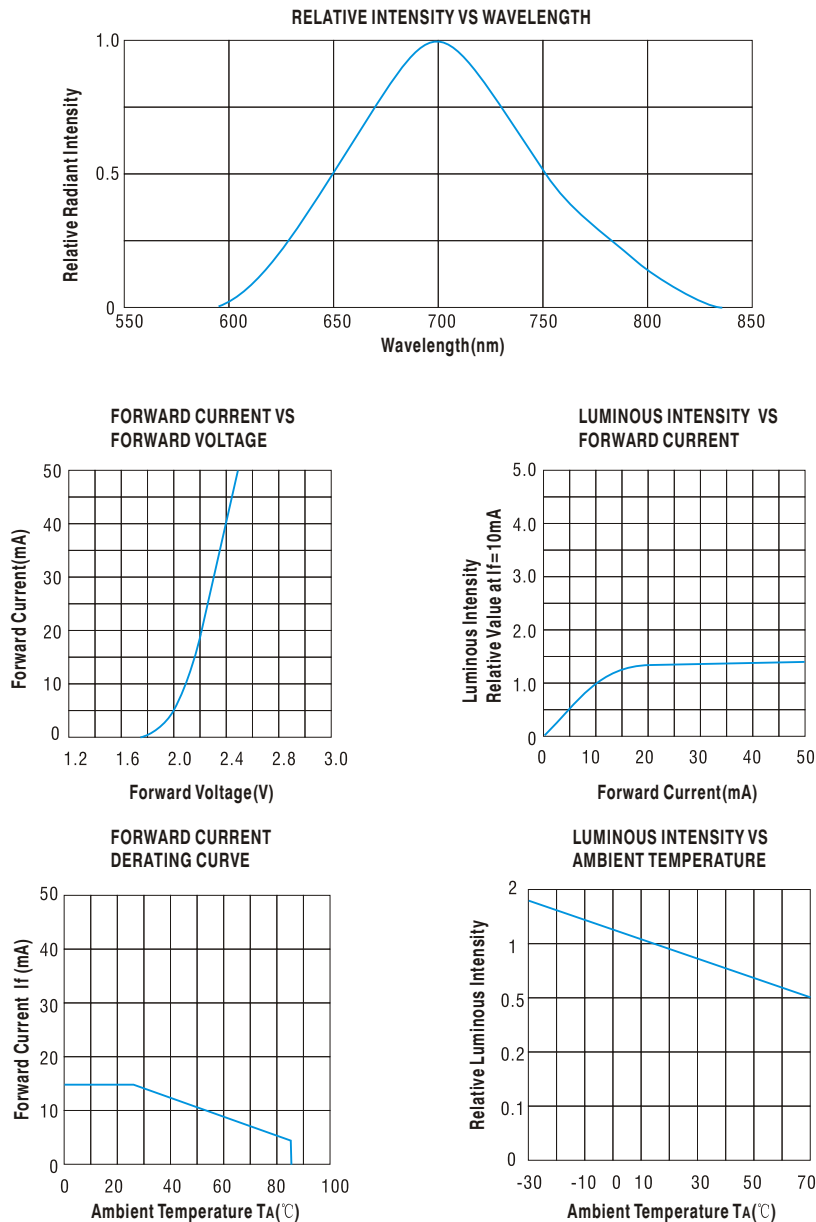 RELATIVE INTENSITY VS WAVELENGTH
1.0
0.5
0
Relative Radiant Intensity
550 600 650 700 750 800 850
Wavelength(nm)
FORWARD CURRENT VS
FORWARD VOLTAGE
50
40
30
20
10
0
Forward Current(mA)
1.2 1.6 2.0 2.4 2.8 3.0
Forward Voltage(V)
LUMINOUS INTENSITY VS
FORWARD CURRENT
5.0
4.0
3.0
2.0
1.0
0
Luminous Intensity
Relative Value at If=10mA
0 10 20 30 40 50
Forward Current(mA)
FORWARD CURRENT
DERATING CURVE
50
40
30
20
10
0
Forward Current If (mA)
0 20 40 60 80 100
Ambient Temperature TA(℃)
LUMINOUS INTENSITY VS
AMBIENT TEMPERATURE
2
1
0.5
0.2
0.1
0
Relative Luminous Intensity
-30 -10 0 10 30 50 70
Ambient Temperature TA(℃)